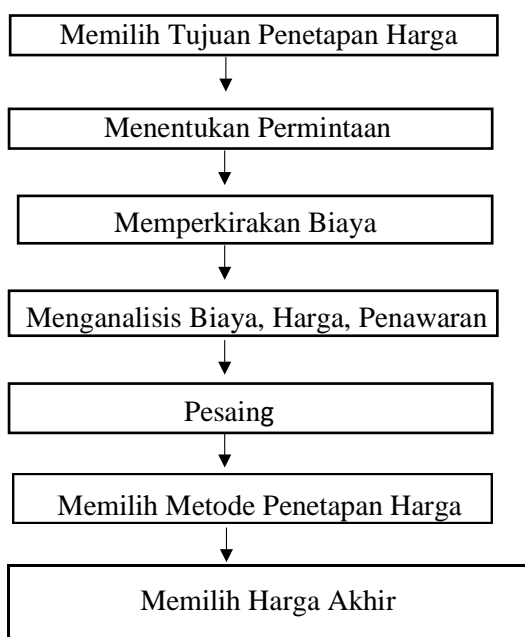 Memilih Tujuan Penetapan Harga
Menentukan Permintaan
Memperkirakan Biaya
Menganalisis Biaya, Harga, Penawaran
Pesaing
Memilih Metode Penetapan Harga
Memilih Harga Akhir